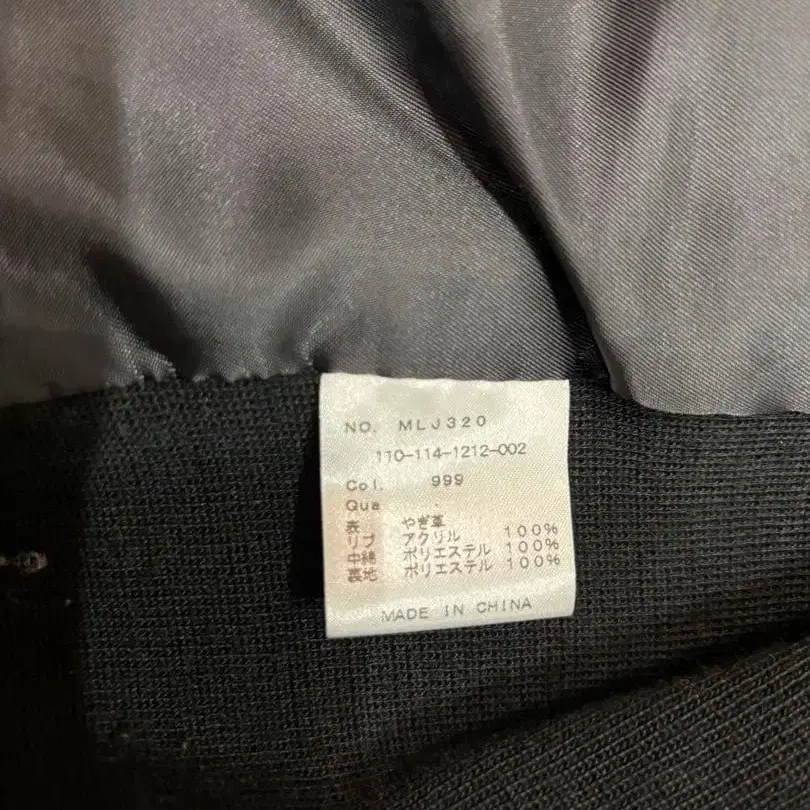 NO. MLJ320
110-114-1212-002
Col. 999
Qua
表 やぎ革
リブ アクリル 100%
中綿 ポリエステル 100%
裏地 ポリエステル 100%
MADE IN CHINA